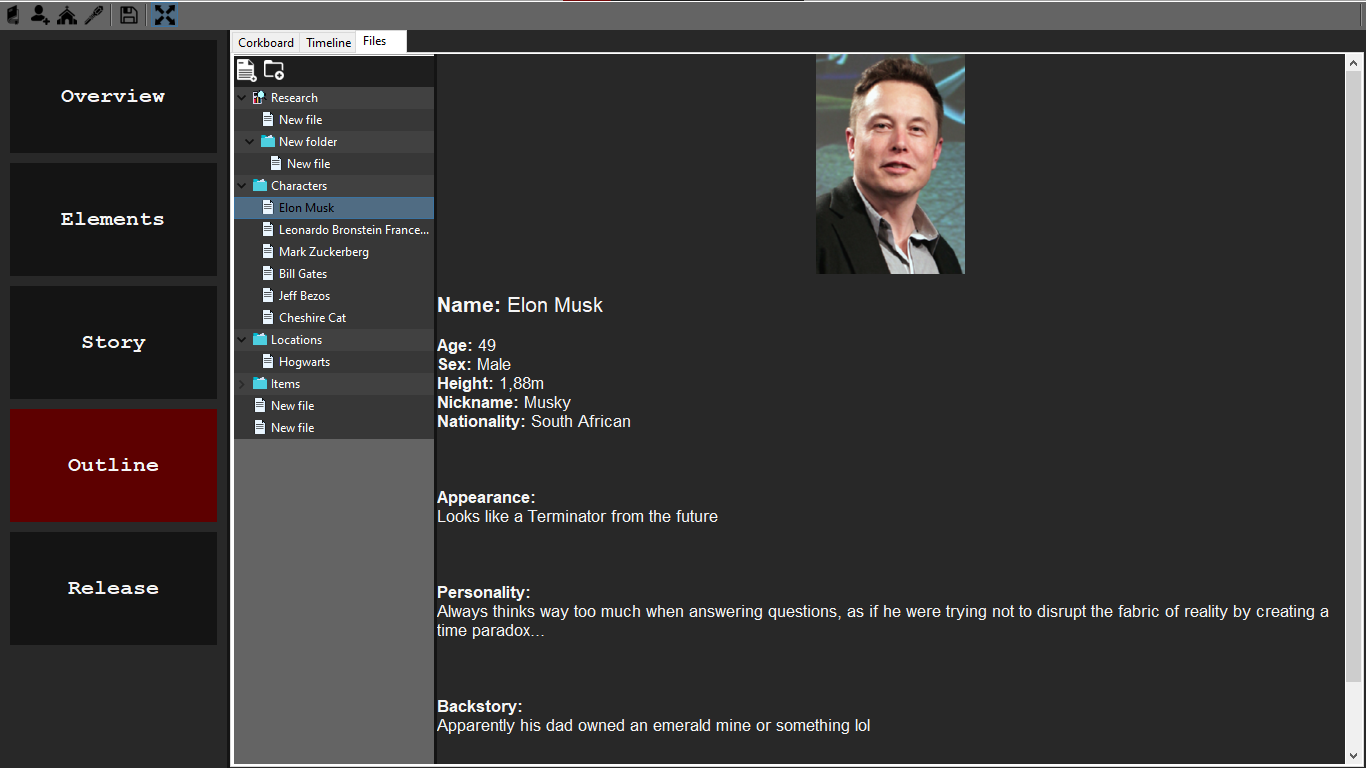 Corkboard Timeline Files
Overview
Elements
Story
Outline
Release
Research
New file
New folder
New file
Characters
Elon Musk
Leonardo Bronstein France...
Mark Zuckerberg
Bill Gates
Jeff Bezos
Cheshire Cat
Locations
Hogwarts
Items
New file
New file
Name: Elon Musk
Age: 49
Sex: Male
Height: 1,88m
Nickname: Musky
Nationality: South African
Appearance:
Looks like a Terminator from the future
Personality:
Always thinks way too much when answering questions, as if he were trying not to disrupt the fabric of reality by creating a
time paradox...
Backstory:
Apparently his dad owned an emerald mine or something lol